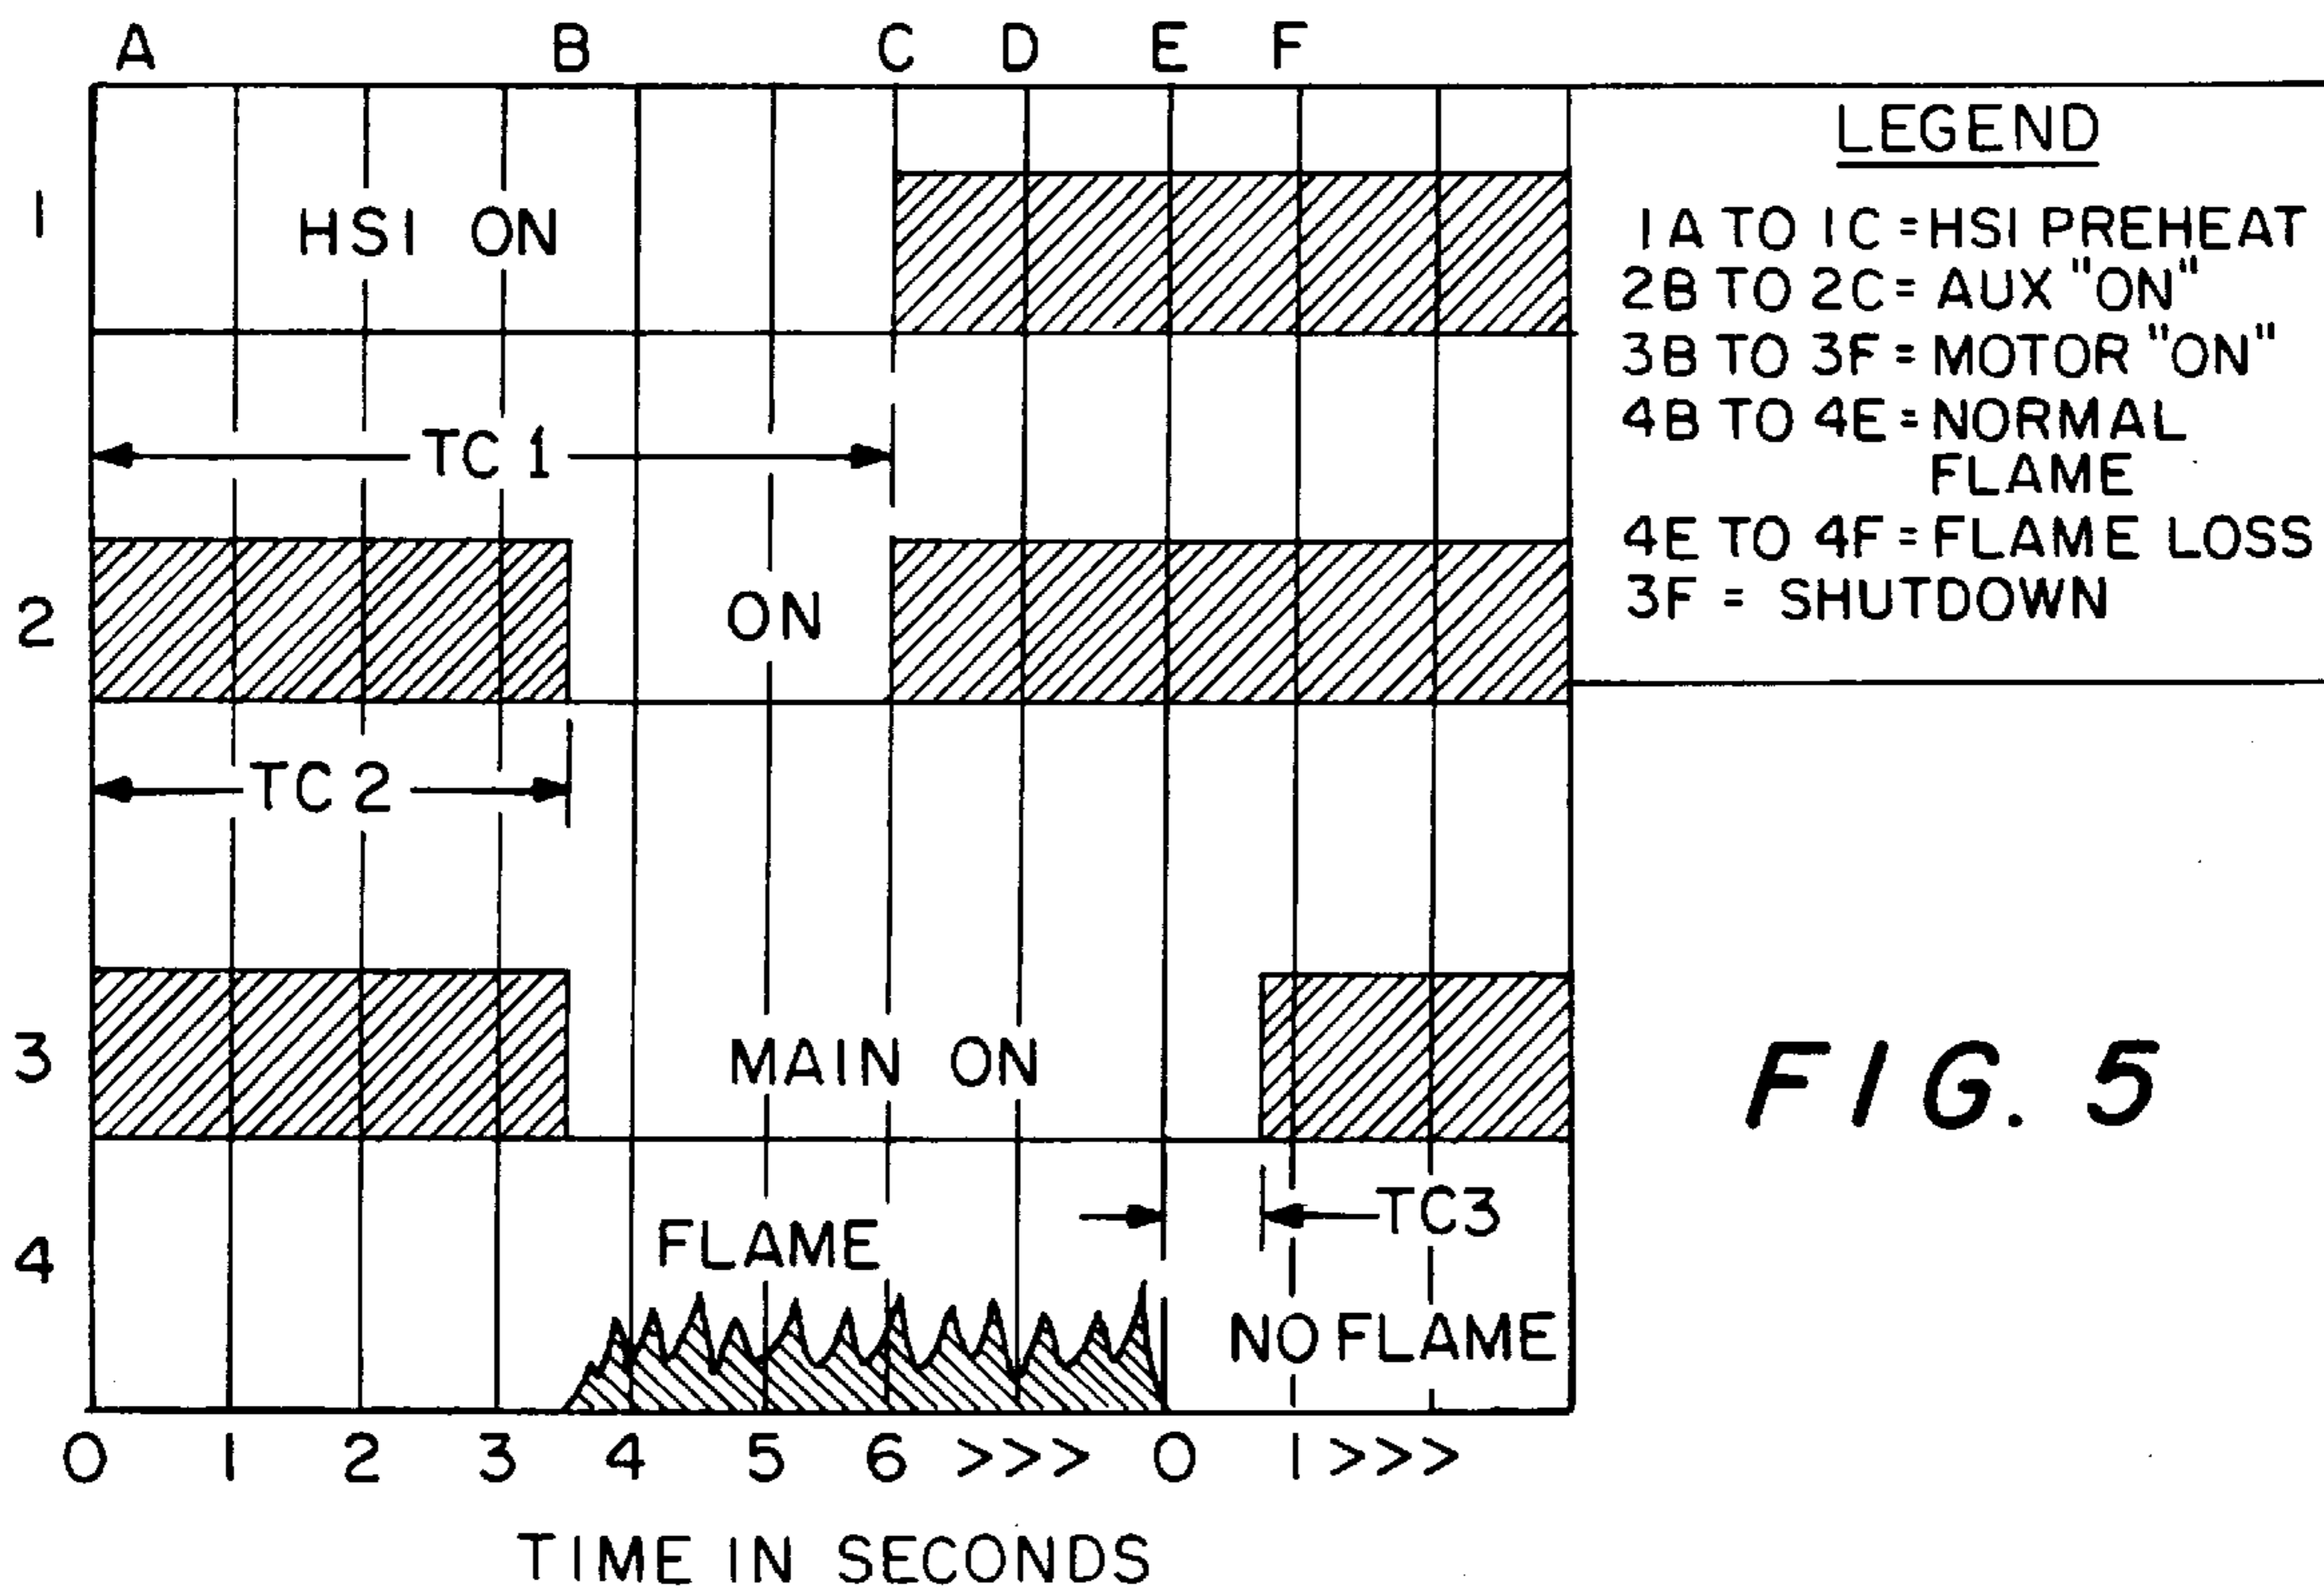 A B C D E F
LEGEND
1 HSI ON
1A TO 1C = HSI PREHEAT
2B TO 2C = AUX "ON"
3B TO 3F = MOTOR "ON"
4B TO 4E = NORMAL
FLAME
4E TO 4F = FLAME LOSS
3F = SHUTDOWN
TC 1
2 ON
TC 2
3 MAIN ON
FIG. 5
TC3
4 FLAME
NO FLAME
0 1 2 3 4 5 6 >>> 0 1 >>>
TIME IN SECONDS